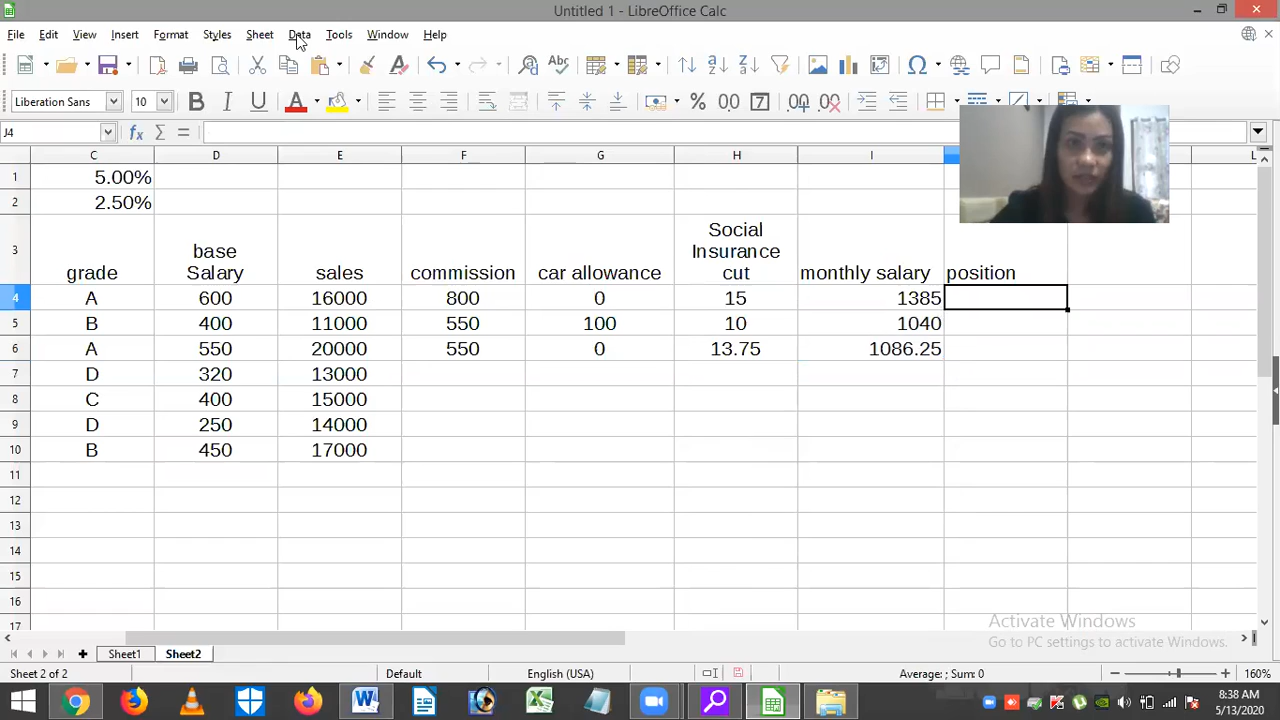 Untitled 1 - LibreOffice Calc
File Edit View Insert Format Styles Sheet Data Tools Window Help
Liberation Sans 10
J4
C D E F G H I L
1 5.00%
2 2.50%
3 grade base Salary sales commission car allowance Social Insurance cut monthly salary position
4 A 600 16000 800 0 15 1385
5 B 400 11000 550 100 10 1040
6 A 550 20000 550 0 13.75 1086.25
7 D 320 13000
8 C 400 15000
9 D 250 14000
10 B 450 17000
11
12
13
14
15
16
17
Activate Windows
Go to PC settings to activate Windows.
Sheet1 Sheet2
Sheet 2 of 2 Default English (USA) Average: ; Sum: 0 160%
8:38 AM
5/13/2020